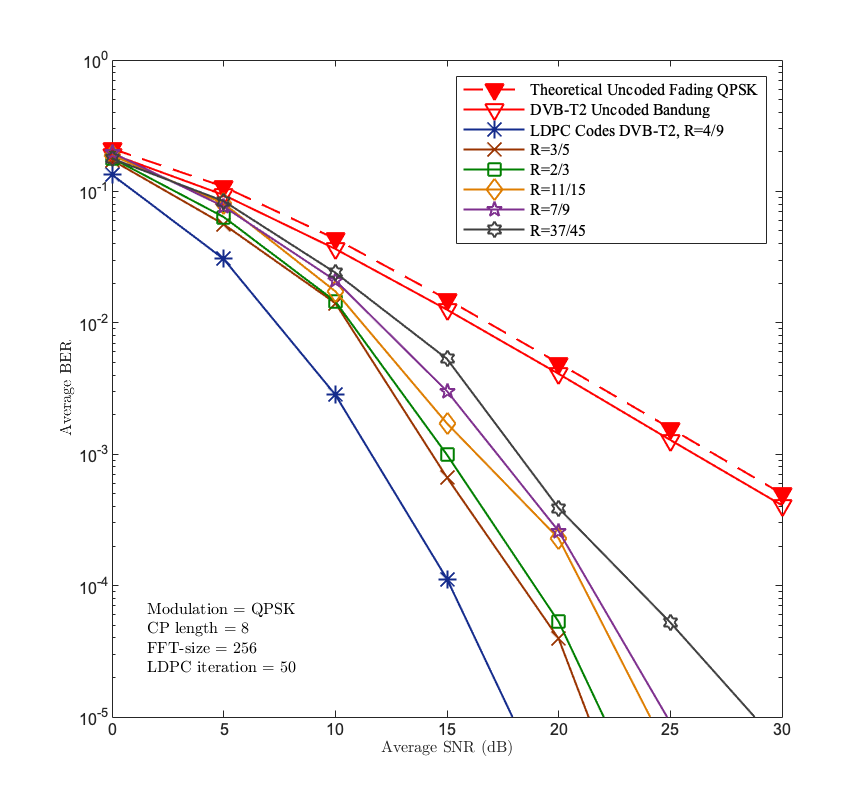 10^0
10^-1
10^-2
10^-3
10^-4
10^-5
Average BER
Theoretical Uncoded Fading QPSK
DVB-T2 Uncoded Bandung
LDPC Codes DVB-T2, R=4/9
R=3/5
R=2/3
R=11/15
R=7/9
R=37/45
Modulation = QPSK
CP length = 8
FFT-size = 256
LDPC iteration = 50
0 5 10 15 20 25 30
Average SNR (dB)